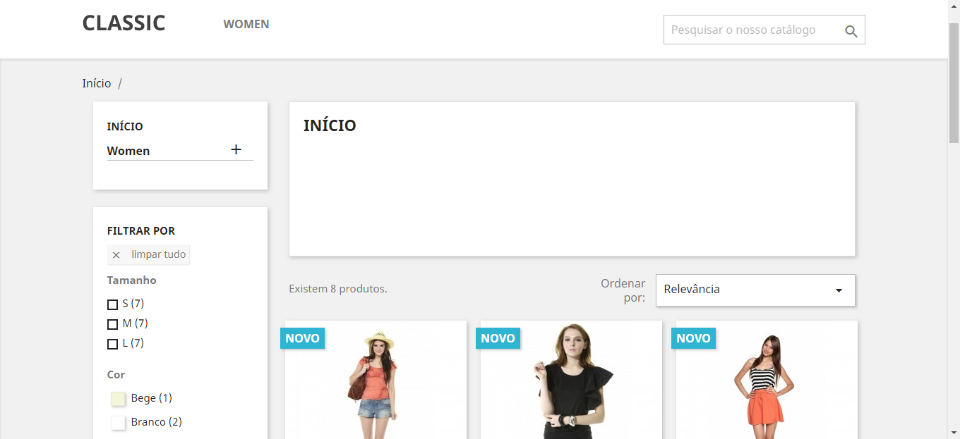 CLASSIC
WOMEN
Pesquisar o nosso catálogo
Início /
INÍCIO
Women
INÍCIO
FILTRAR POR
limpar tudo
Tamanho
S (7)
M (7)
L (7)
Cor
Bege (1)
Branco (2)
Existem 8 produtos.
Ordenar
por:
Relevância
NOVO
NOVO
NOVO